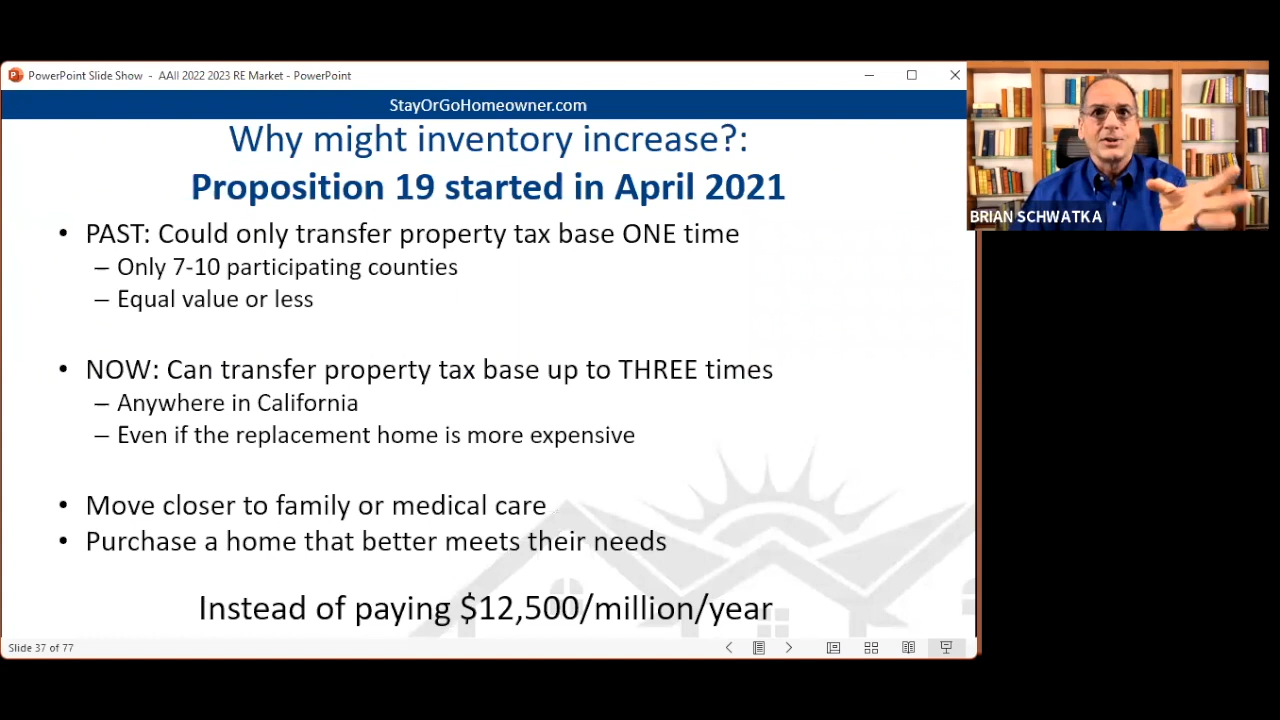 PowerPoint Slide Show - AAII 2022 2023 RE Market - PowerPoint
StayOrGoHomeowner.com
Why might inventory increase?:
Proposition 19 started in April 2021
• PAST: Could only transfer property tax base ONE time
– Only 7-10 participating counties
– Equal value or less
• NOW: Can transfer property tax base up to THREE times
– Anywhere in California
– Even if the replacement home is more expensive
• Move closer to family or medical care
• Purchase a home that better meets their needs
Instead of paying $12,500/million/year
Slide 37 of 77
BRIAN SCHWATKA